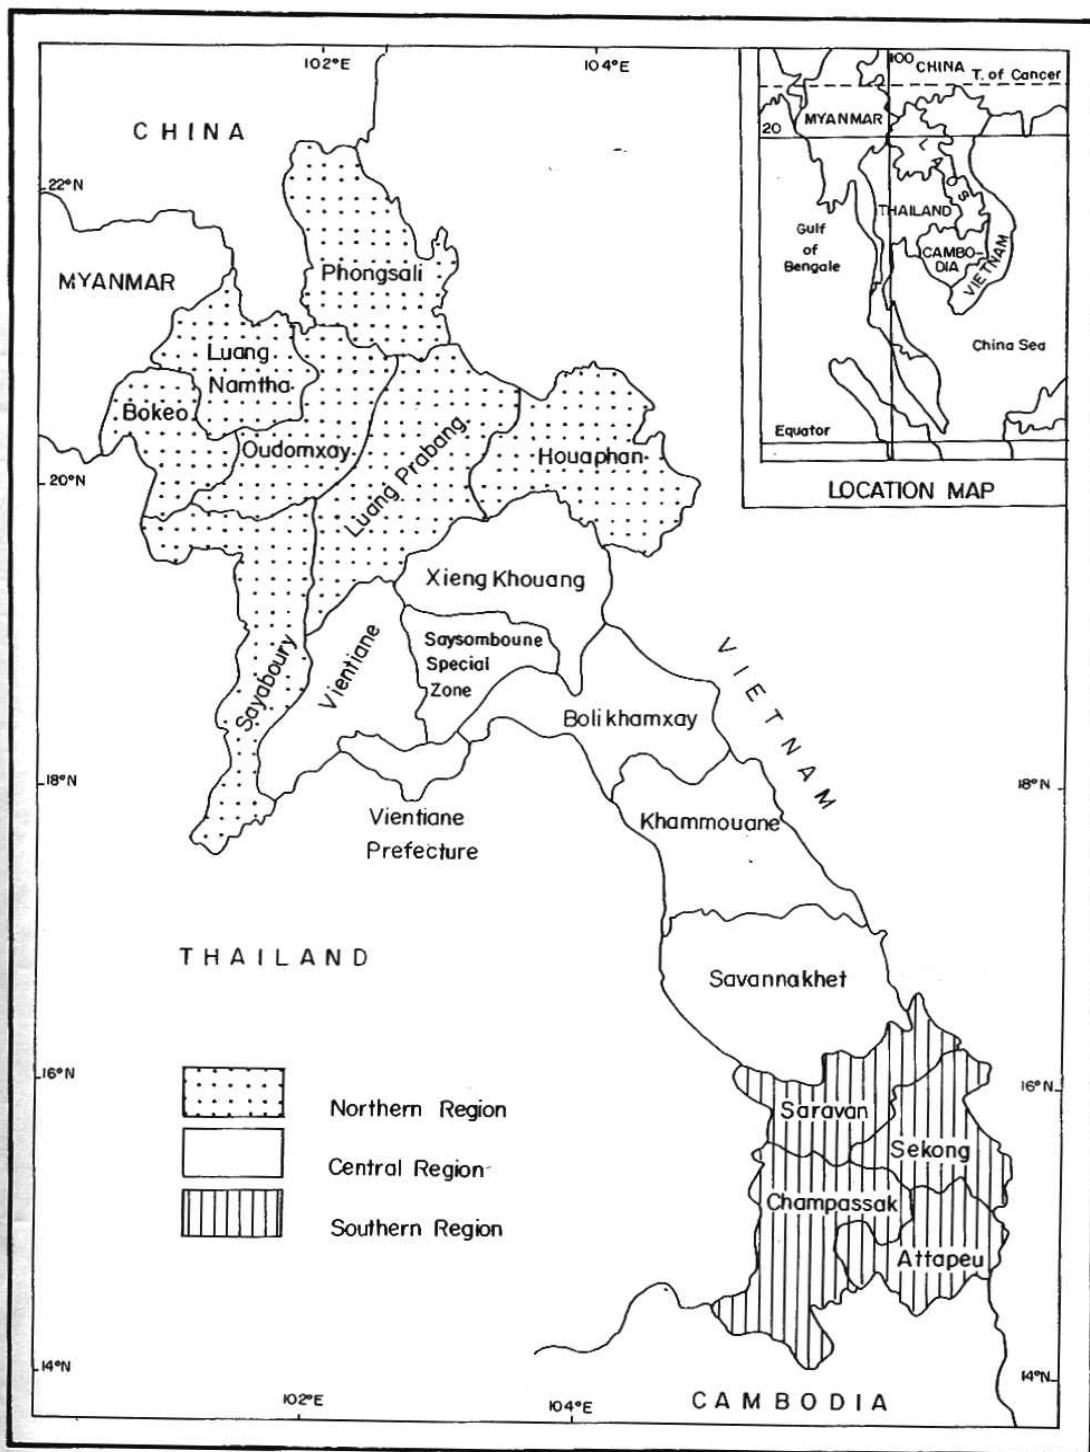 102°E
104°E
CHINA
22°N
MYANMAR
Phongsali
Luang
Namtha
Bokeo
Oudomxay
Luang Prabang
Houaphan
20°N
Xieng Khouang
Saysomboune
Special
Zone
Sayaboury
Vientiane
Bolikhamxay
VIETNAM
18°N
18°N
Vientiane
Prefecture
Khammouane
THAILAND
Savannakhet
16°N
16°N
Northern Region
Central Region
Southern Region
Saravan
Sekong
Champassak
Attapeu
14°N
14°N
102°E
104°E
CAMBODIA
100
CHINA
T. of Cancer
20
MYANMAR
LAOS
THAILAND
Gulf
of
Bengale
CAMBO-
DIA
VIETNAM
China Sea
Equator
LOCATION MAP